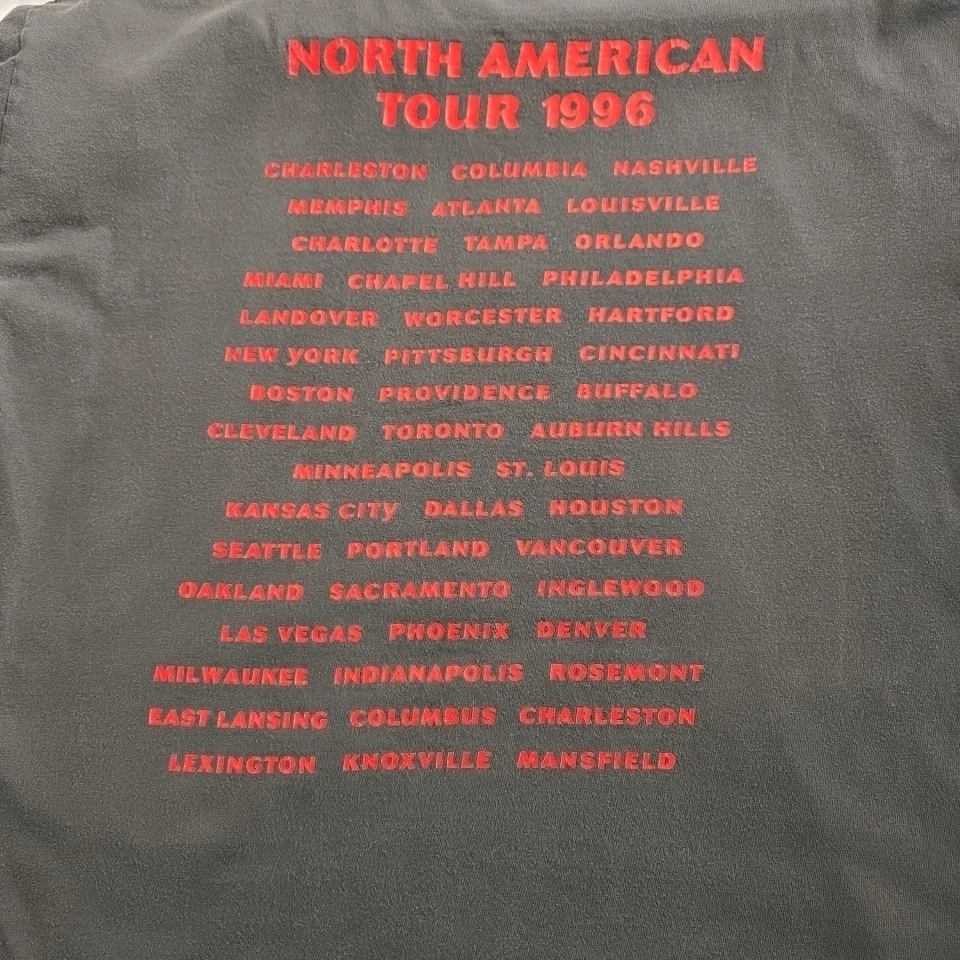 NORTH AMERICAN
TOUR 1996
CHARLESTON COLUMBIA NASHVILLE
MEMPHIS ATLANTA LOUISVILLE
CHARLOTTE TAMPA ORLANDO
MIAMI CHAPEL HILL PHILADELPHIA
LANDOVER WORCESTER HARTFORD
NEW YORK PITTSBURGH CINCINNATI
BOSTON PROVIDENCE BUFFALO
CLEVELAND TORONTO AUBURN HILLS
MINNEAPOLIS ST. LOUIS
KANSAS CITY DALLAS HOUSTON
SEATTLE PORTLAND VANCOUVER
OAKLAND SACRAMENTO INGLEWOOD
LAS VEGAS PHOENIX DENVER
MILWAUKEE INDIANAPOLIS ROSEMONT
EAST LANSING COLUMBUS CHARLESTON
LEXINGTON KNOXVILLE MANSFIELD